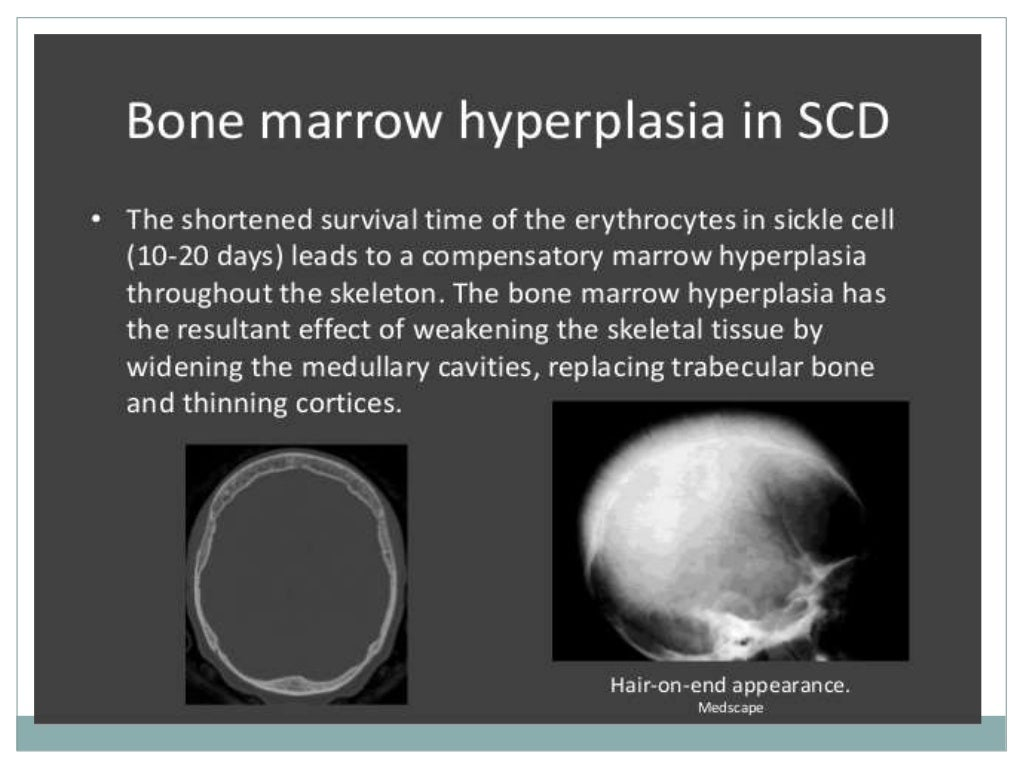 Bone marrow hyperplasia in SCD
• The shortened survival time of the erythrocytes in sickle cell
(10-20 days) leads to a compensatory marrow hyperplasia
throughout the skeleton. The bone marrow hyperplasia has
the resultant effect of weakening the skeletal tissue by
widening the medullary cavities, replacing trabecular bone
and thinning cortices.
Hair-on-end appearance.
Medscape